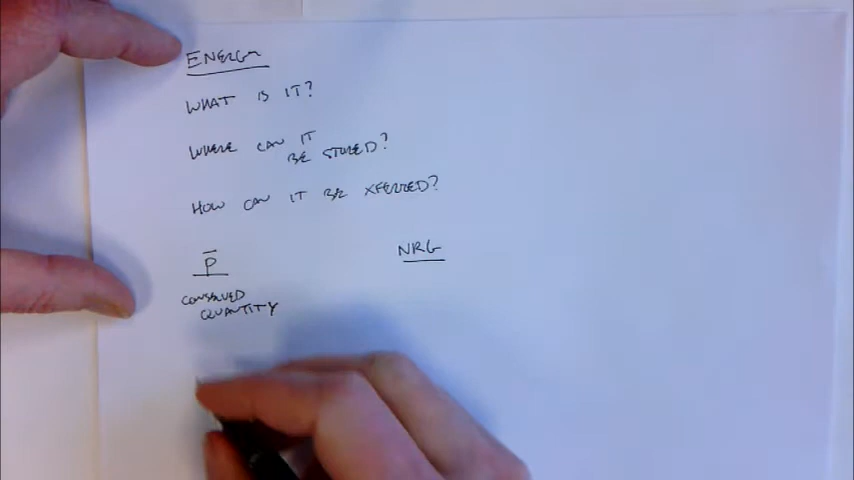 ENERGY
WHAT IS IT?
WHERE CAN IT
BE STORED?
HOW CAN IT BE XFERRED?
P̅ NRG
CONSERVED
QUANTITY